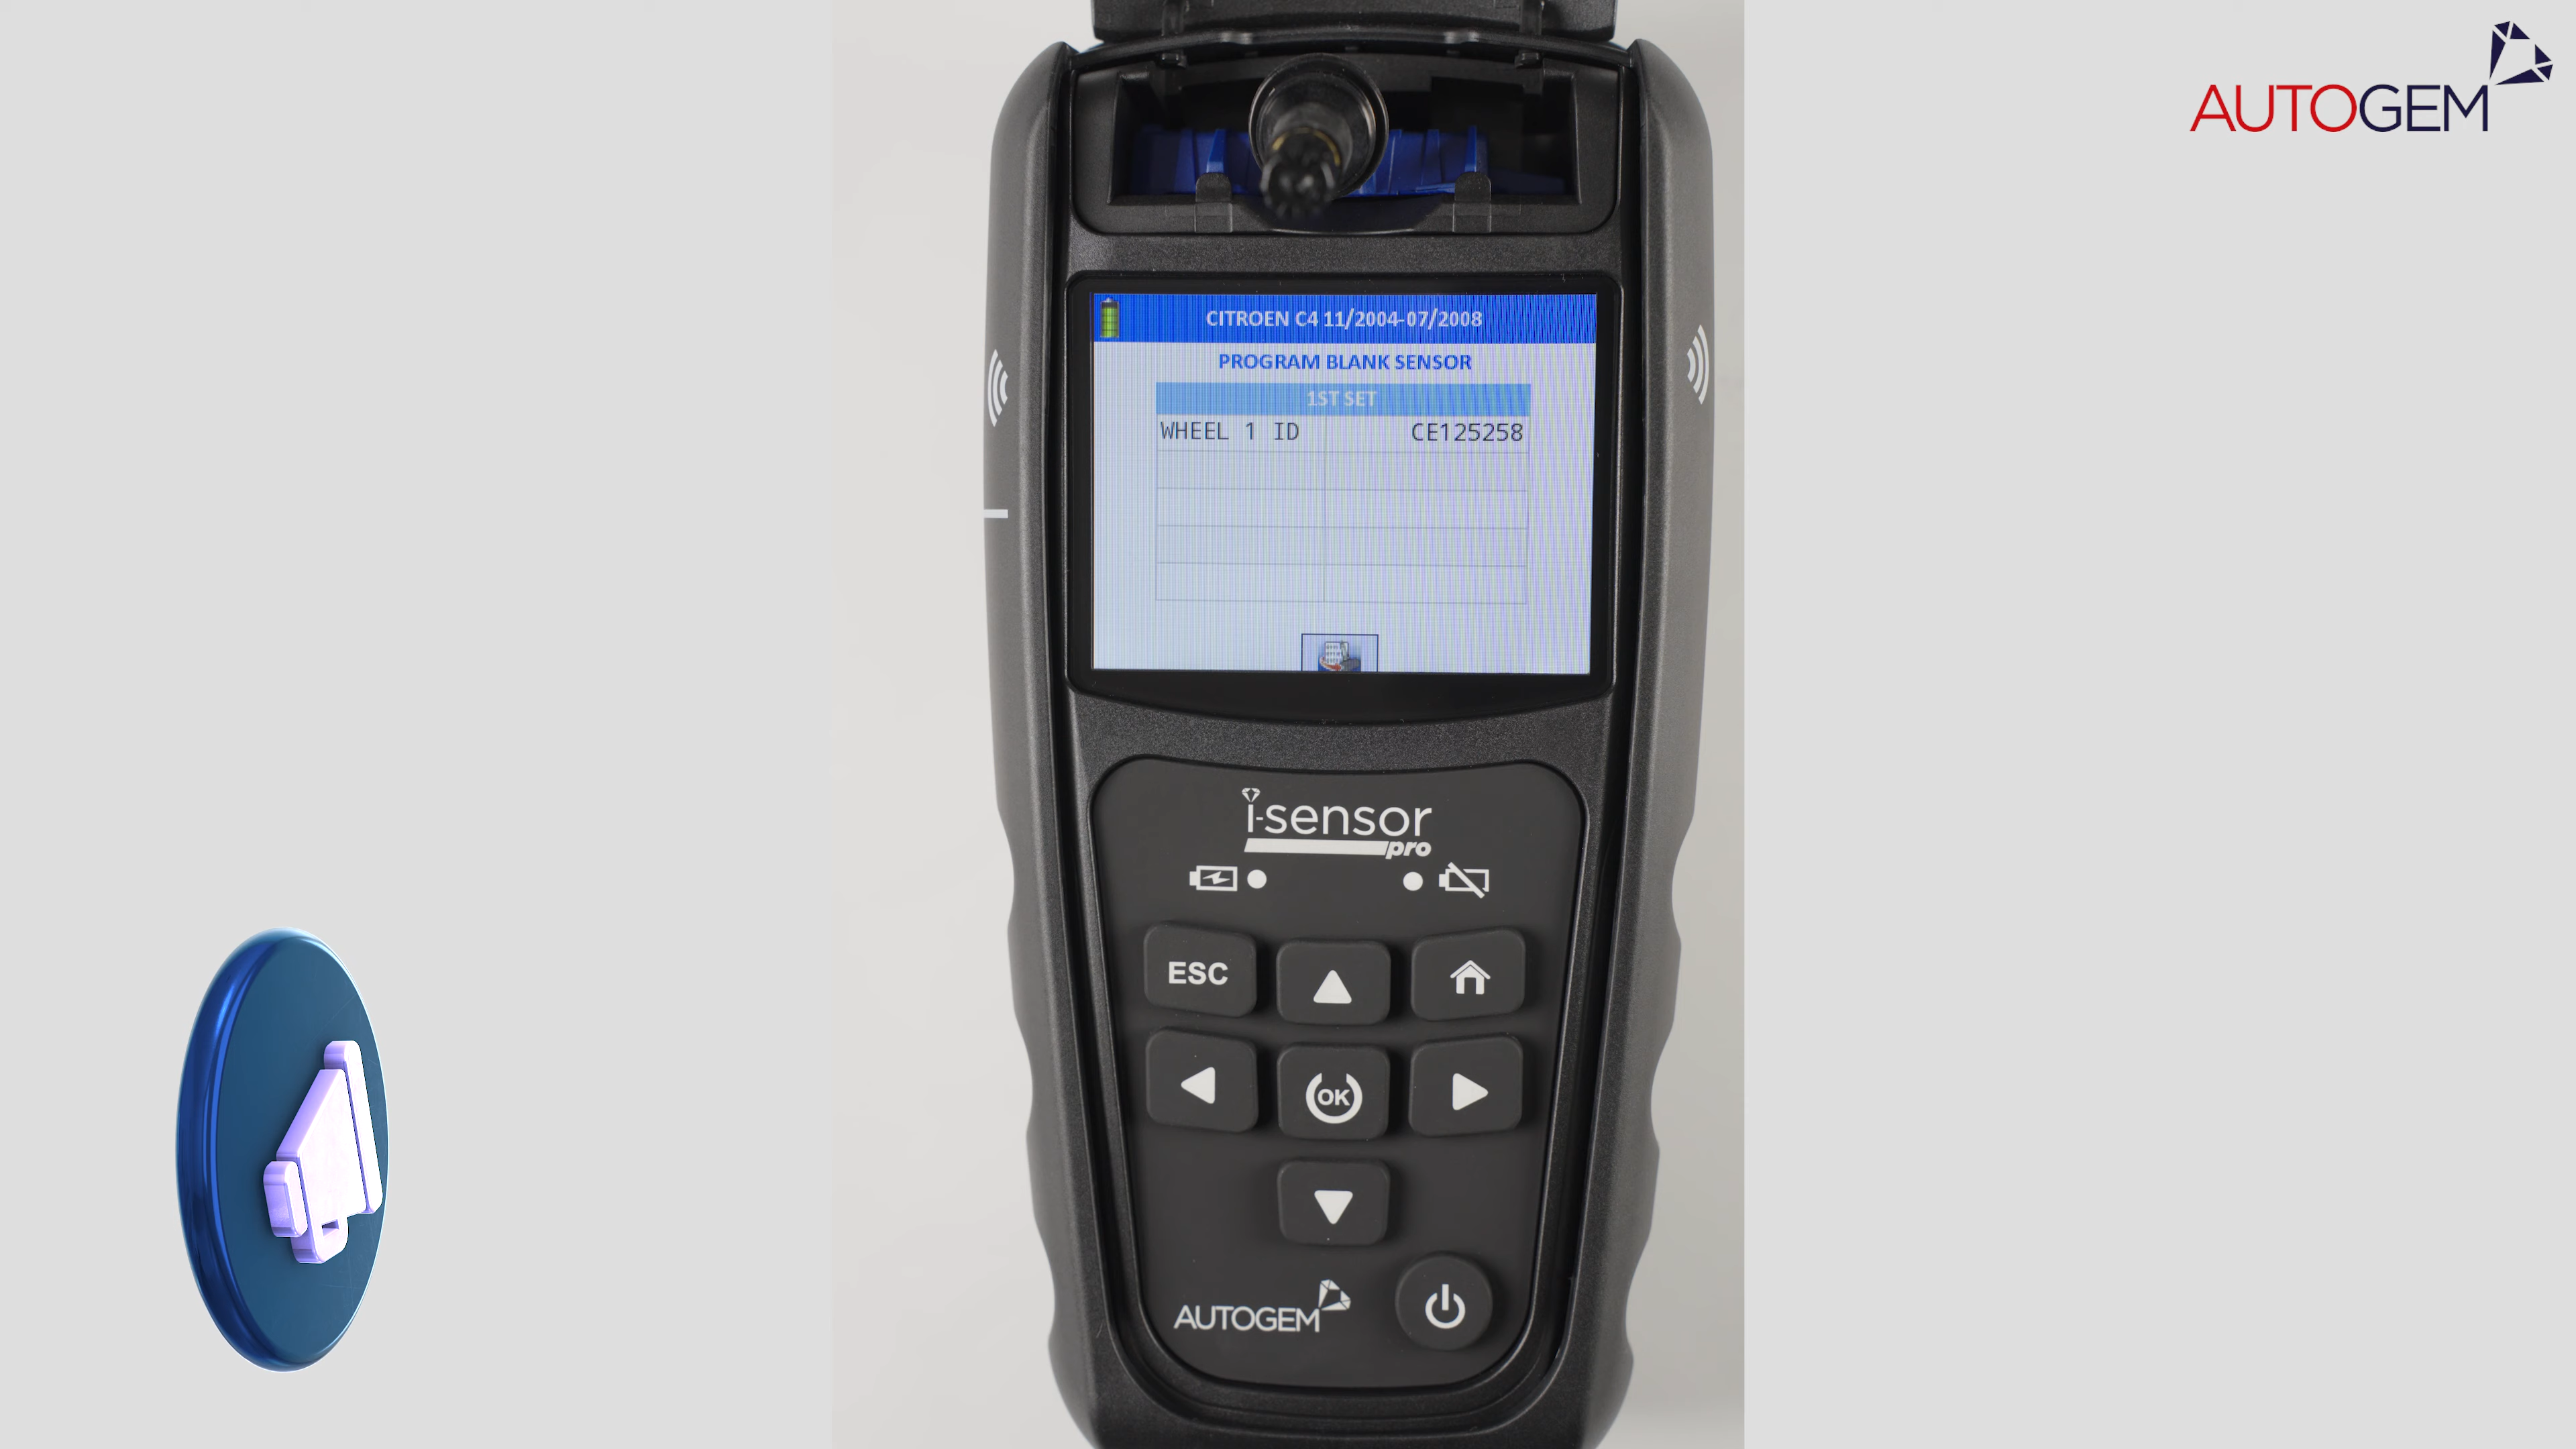 AUTOGEM
CITROEN C4 11/2004-07/2008
PROGRAM BLANK SENSOR
1ST SET
WHEEL 1 ID CE125258
i-sensor
pro
ESC
OK
AUTOGEM